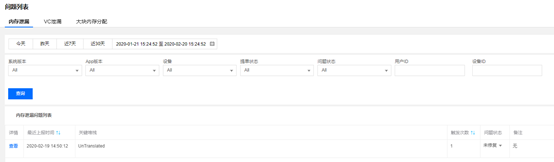 问题列表
内存泄漏 VC泄漏 大块内存分配
今天 昨天 近7天 近30天 2020-01-21 15:24:52 至 2020-02-20 15:24:52
系统版本 App版本 设备 提票状态 问题状态 用户ID 设备ID
All All All All All
查询
内存泄漏问题列表
详情 最近上报时间 关键堆栈 触发次数 问题状态 备注
查看 2020-02-19 14:50:12 UnTranslated 1 未修复 无